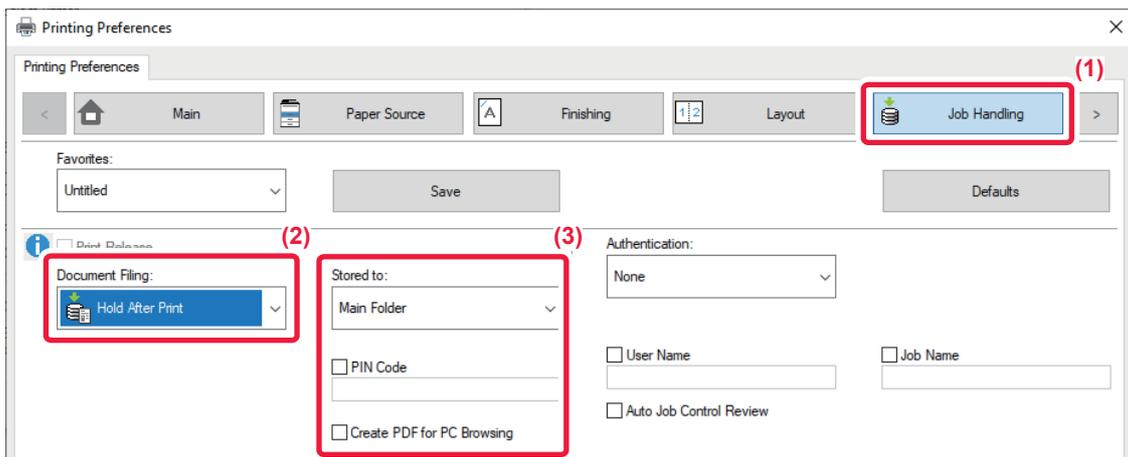 Printing Preferences
Printing Preferences
(1)
< Main Paper Source Finishing Layout Job Handling >
Favorites:
Untitled Save Defaults
Print Release
(2) (3)
Authentication:
Document Filing: Stored to:
None
Hold After Print Main Folder
User Name Job Name
PIN Code
Auto Job Control Review
Create PDF for PC Browsing